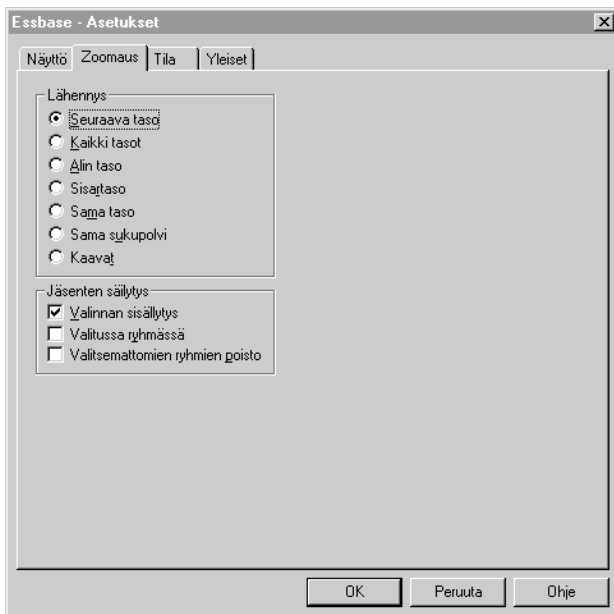 Essbase - Asetukset
Näyttö Zoomaus Tila Yleiset
Lähennys
Seuraava taso
Kaikki tasot
Alin taso
Sisartaso
Sama taso
Sama sukupolvi
Kaavat
Jäsenten säilytys
Valinnan sisällytys
Valitussa ryhmässä
Valitsemattomien ryhmien poisto
OK Peruuta Ohje